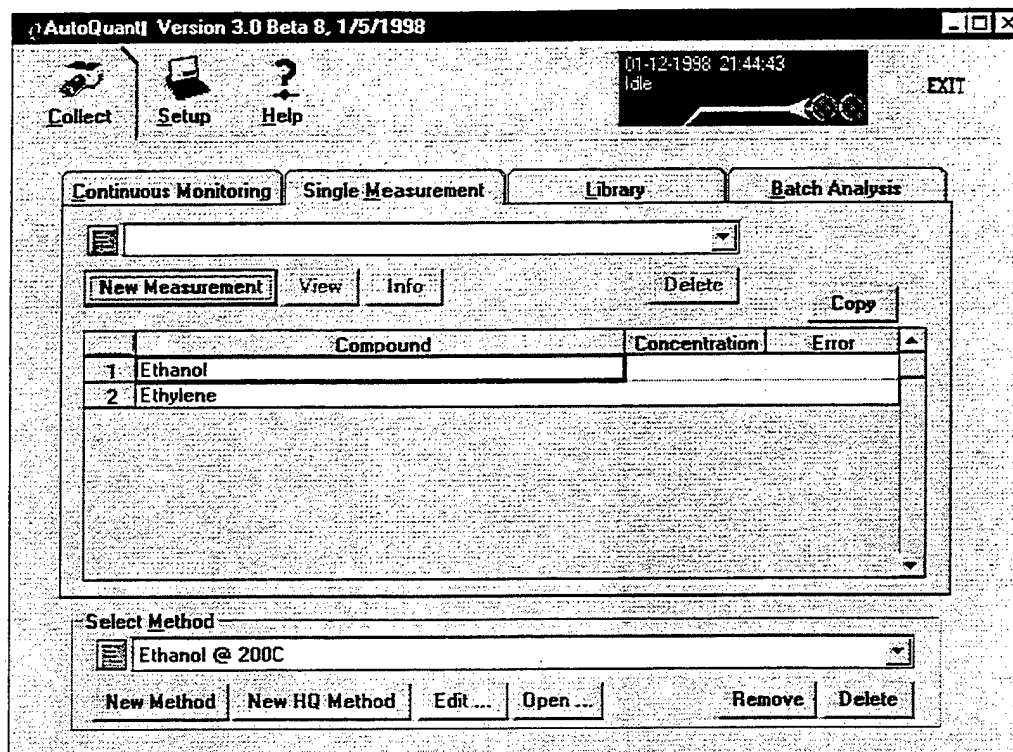 AutoQuant Version 3.0 Beta 8, 1/5/1998
01-12-1998 21:44:43
Idle
EXIT
Collect Setup Help
Continuous Monitoring Single Measurement Library Batch Analysis
New Measurement View Info Delete Copy
Compound Concentration Error
1 Ethanol
2 Ethylene
Select Method
Ethanol @ 200C
New Method New HQ Method Edit ... Open ... Remove Delete